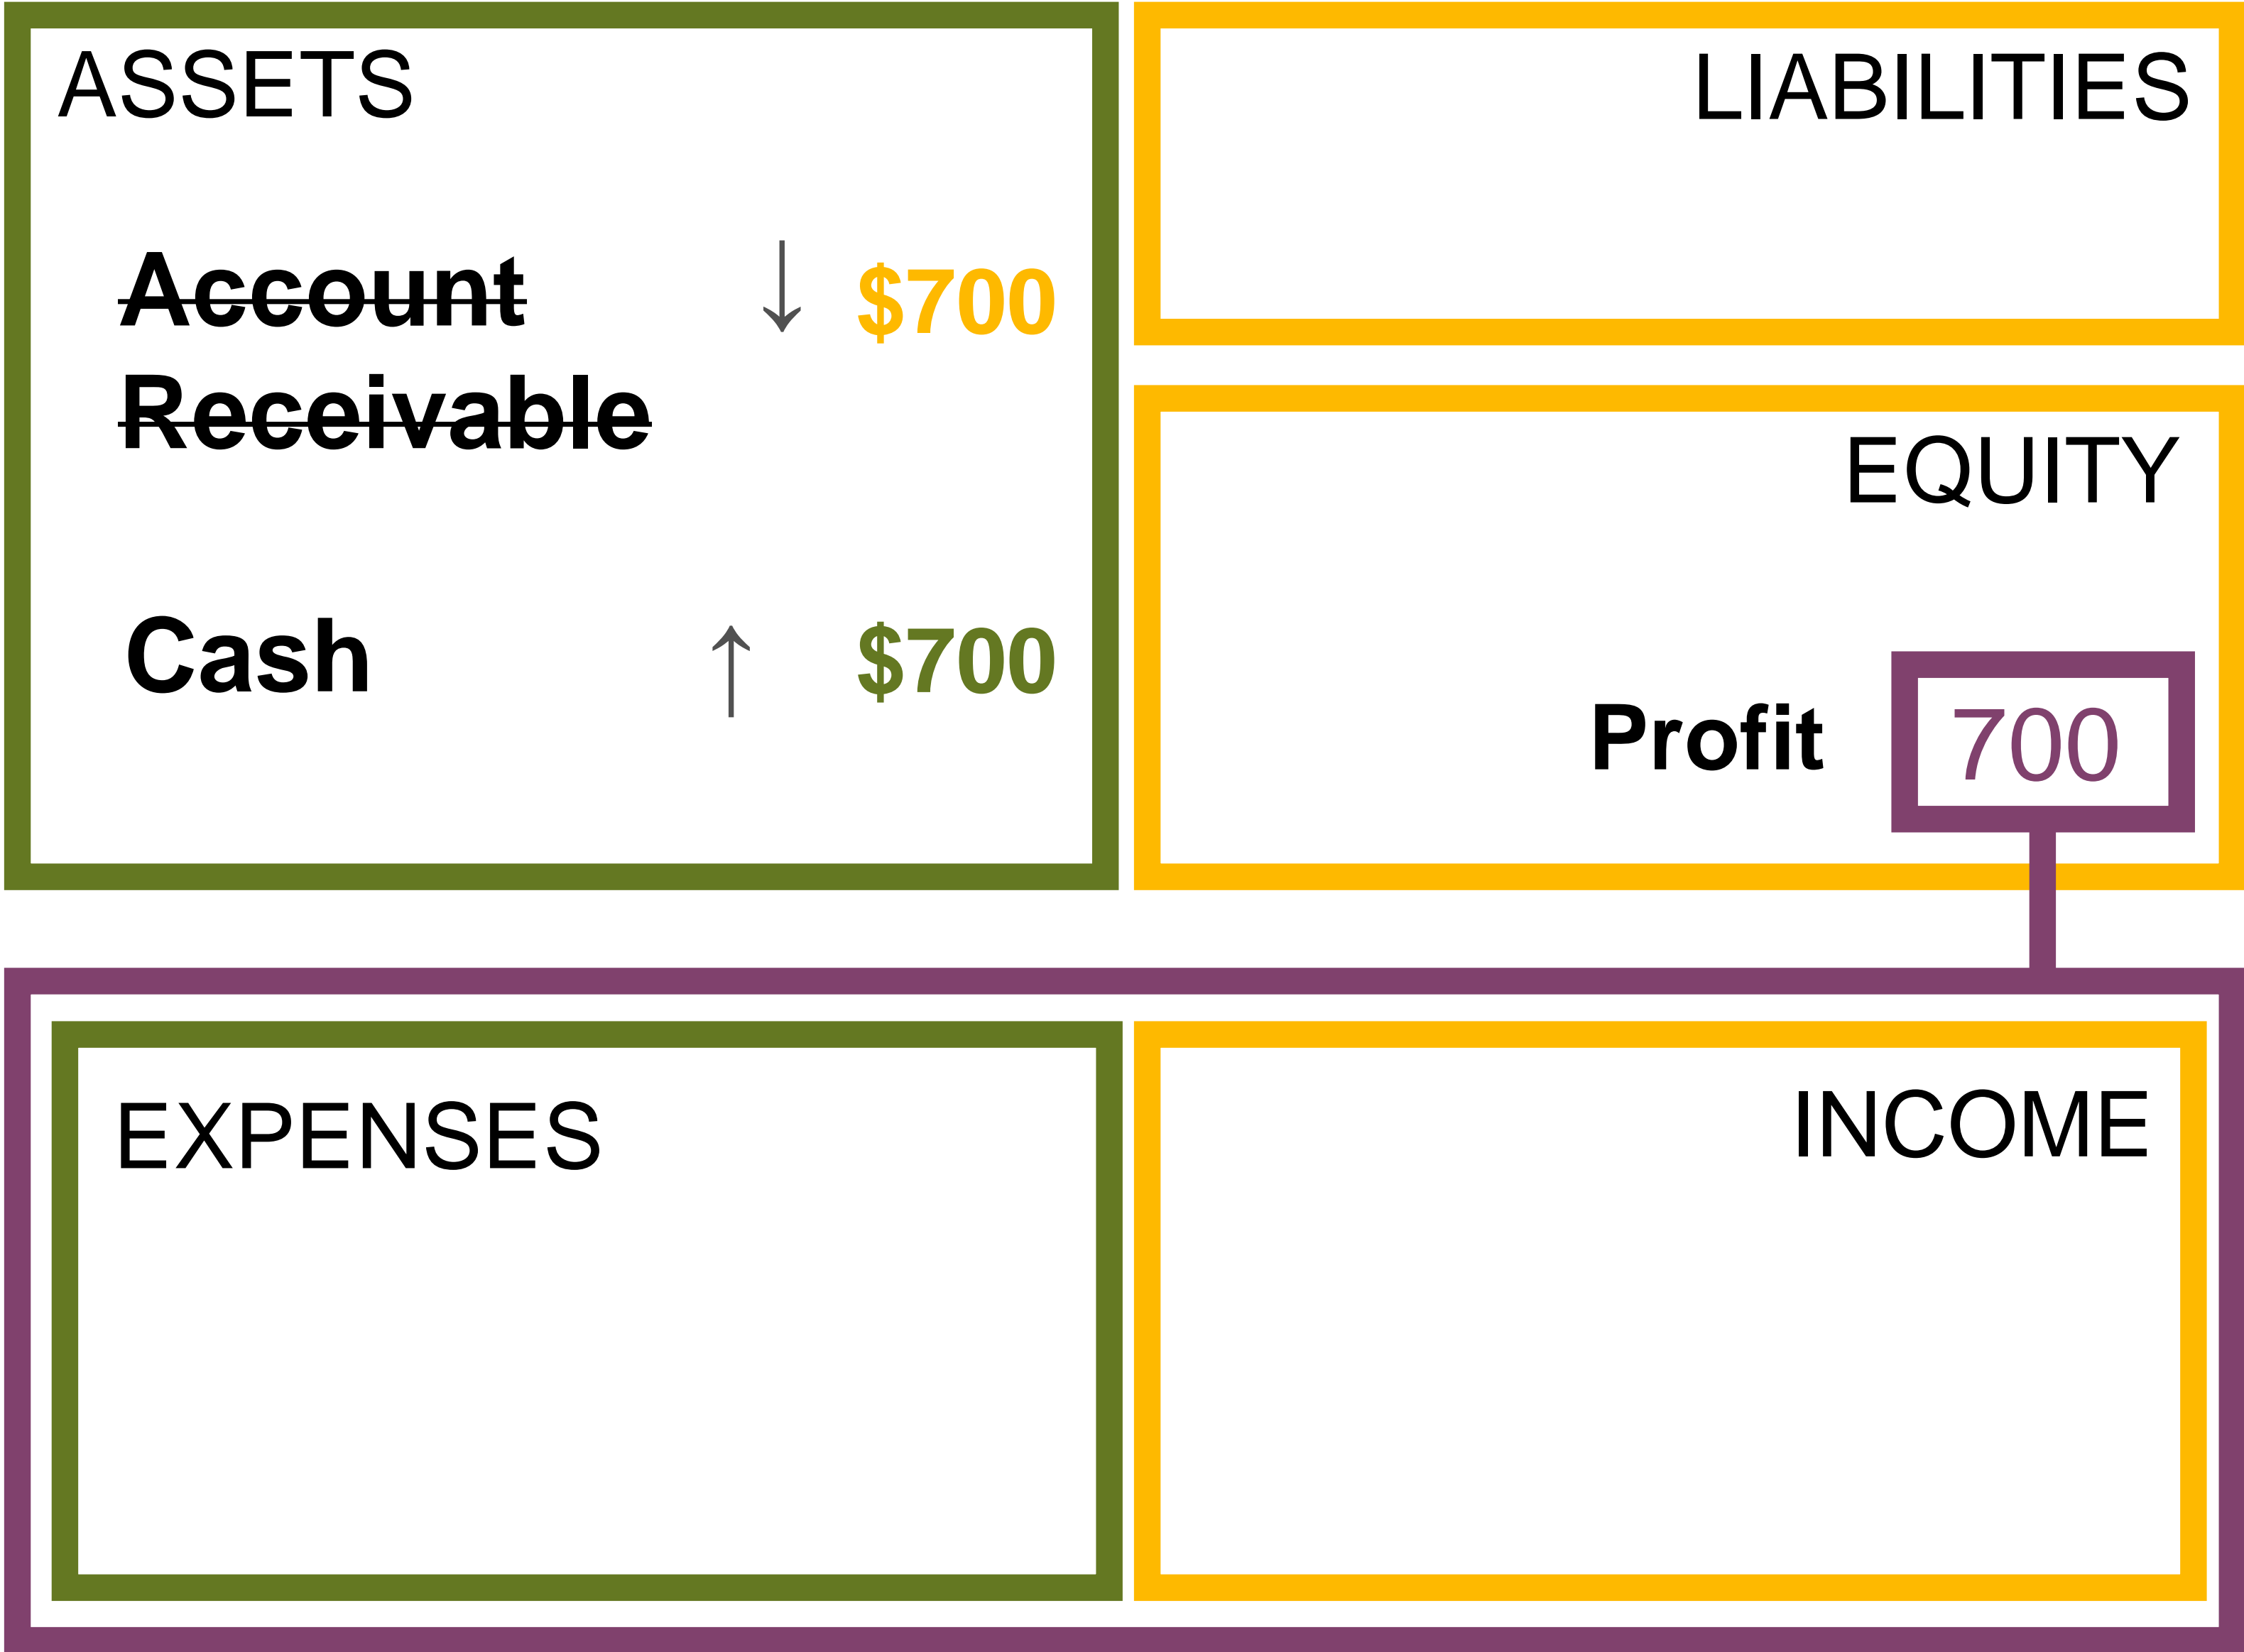 ASSETS
Account ↓ $700
Receivable
Cash ↑ $700
LIABILITIES
EQUITY
Profit 700
EXPENSES
INCOME